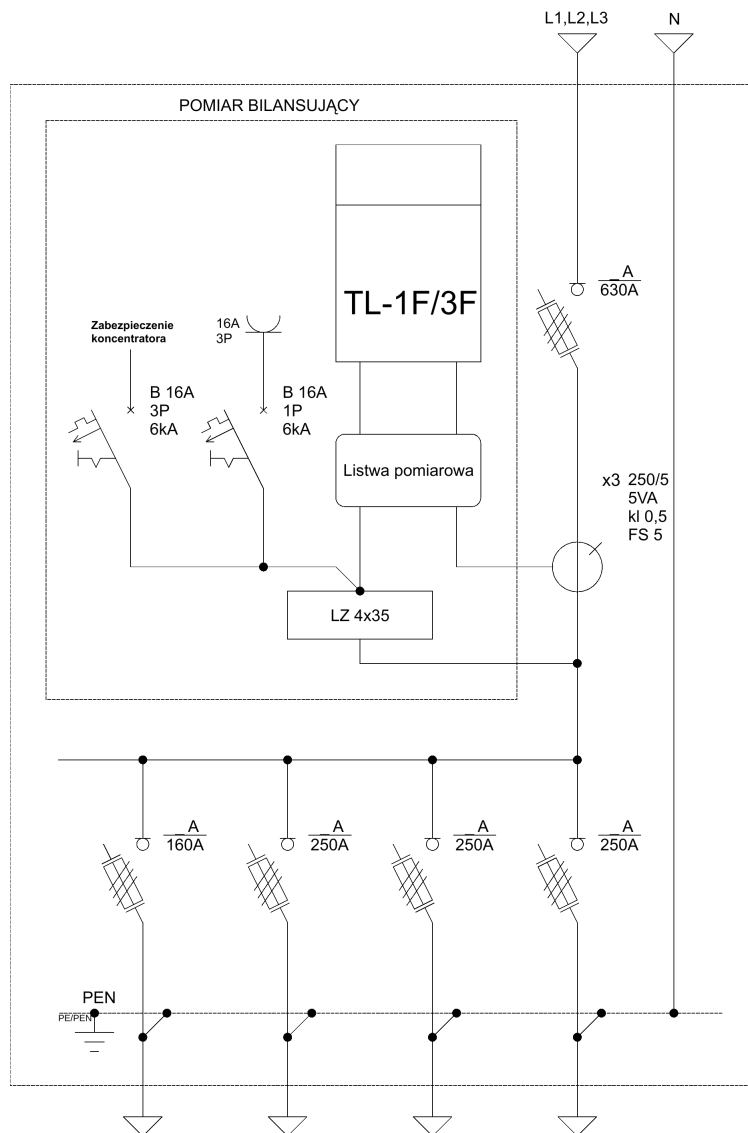 L1,L2,L3
N
POMIAR BILANSUJĄCY
TL-1F/3F
_A
630A
Zabezpieczenie
koncentratora
16A
3P
B 16A
3P
6kA
B 16A
1P
6kA
Listwa pomiarowa
x3 250/5
5VA
kl 0,5
FS 5
LZ 4x35
_A
160A
_A
250A
_A
250A
_A
250A
PEN
PE/PEN